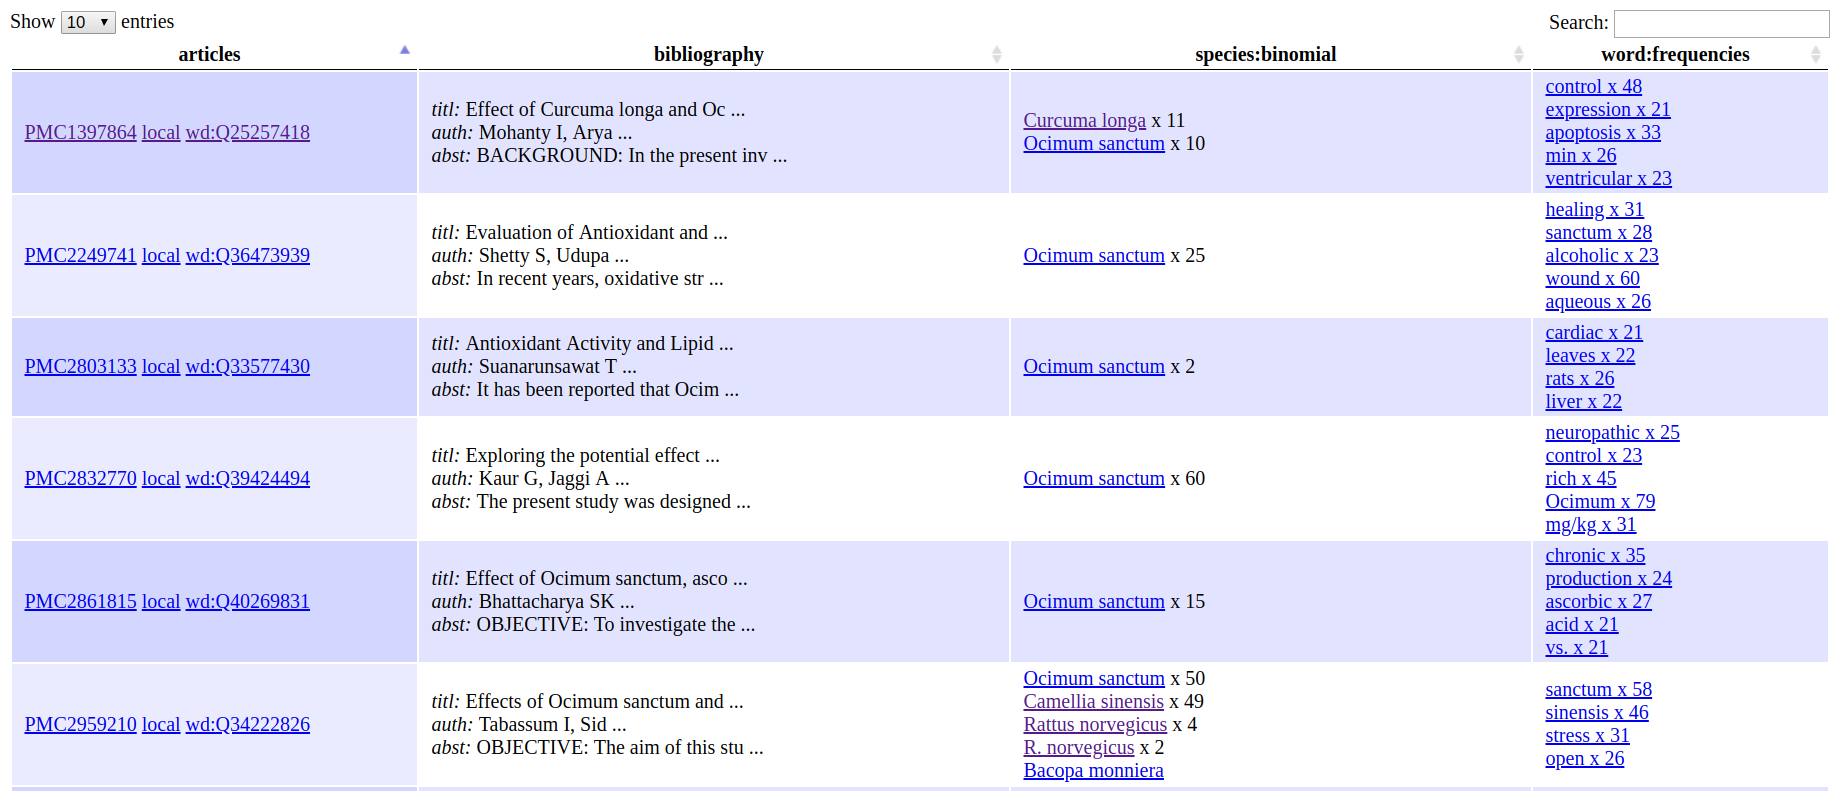 Show 10 entries Search:
articles bibliography species:binomial word:frequencies
PMC1397864 local wd:Q25257418
titl: Effect of Curcuma longa and Oc ...
auth: Mohanty I, Arya ...
abst: BACKGROUND: In the present inv ...
Curcuma longa x 11
Ocimum sanctum x 10
control x 48
expression x 21
apoptosis x 33
min x 26
ventricular x 23
PMC2249741 local wd:Q36473939
titl: Evaluation of Antioxidant and ...
auth: Shetty S, Udupa ...
abst: In recent years, oxidative str ...
Ocimum sanctum x 25
healing x 31
sanctum x 28
alcoholic x 23
wound x 60
aqueous x 26
PMC2803133 local wd:Q33577430
titl: Antioxidant Activity and Lipid ...
auth: Suanarunsawat T ...
abst: It has been reported that Ocim ...
Ocimum sanctum x 2
cardiac x 21
leaves x 22
rats x 26
liver x 22
PMC2832770 local wd:Q39424494
titl: Exploring the potential effect ...
auth: Kaur G, Jaggi A ...
abst: The present study was designed ...
Ocimum sanctum x 60
neuropathic x 25
control x 23
rich x 45
Ocimum x 79
mg/kg x 31
PMC2861815 local wd:Q40269831
titl: Effect of Ocimum sanctum, asco ...
auth: Bhattacharya SK ...
abst: OBJECTIVE: To investigate the ...
Ocimum sanctum x 15
chronic x 35
production x 24
ascorbic x 27
acid x 21
vs. x 21
PMC2959210 local wd:Q34222826
titl: Effects of Ocimum sanctum and ...
auth: Tabassum I, Sid ...
abst: OBJECTIVE: The aim of this stu ...
Ocimum sanctum x 50
Camellia sinensis x 49
Rattus norvegicus x 4
R. norvegicus x 2
Bacopa monniera
sanctum x 58
sinensis x 46
stress x 31
open x 26